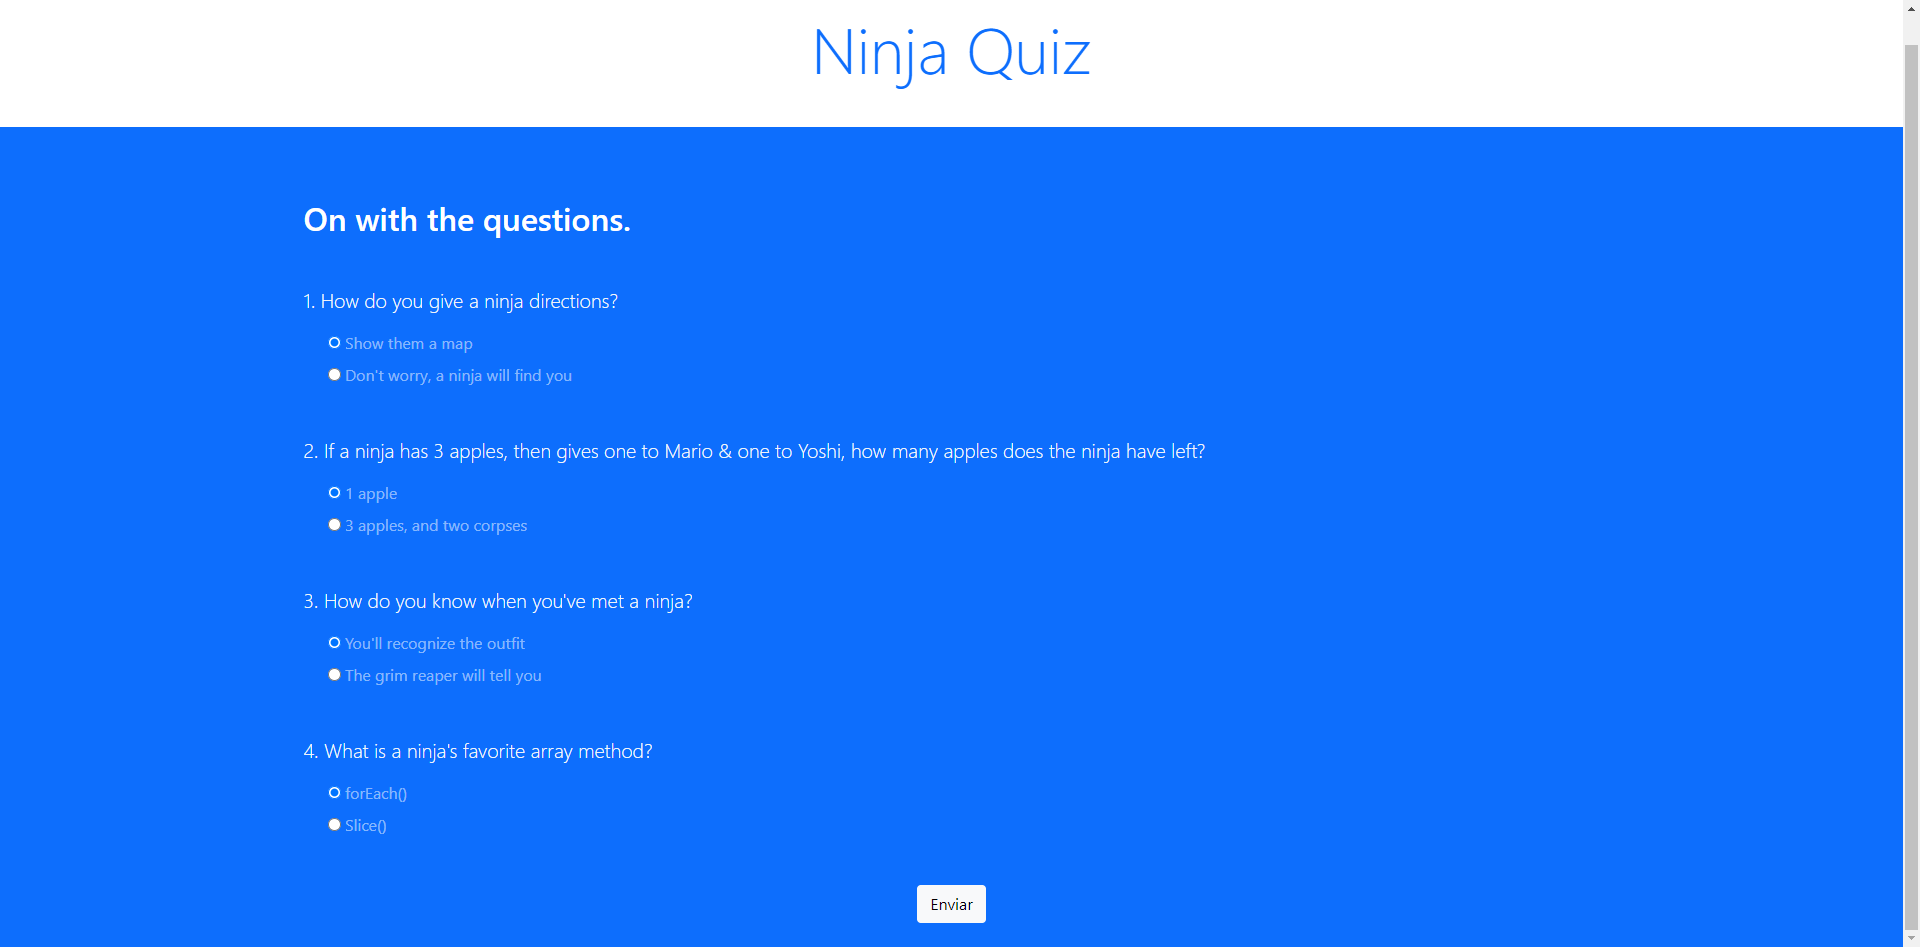 Ninja Quiz
On with the questions.
1. How do you give a ninja directions?
Show them a map
Don't worry, a ninja will find you
2. If a ninja has 3 apples, then gives one to Mario & one to Yoshi, how many apples does the ninja have left?
1 apple
3 apples, and two corpses
3. How do you know when you've met a ninja?
You'll recognize the outfit
The grim reaper will tell you
4. What is a ninja's favorite array method?
forEach()
Slice()
Enviar